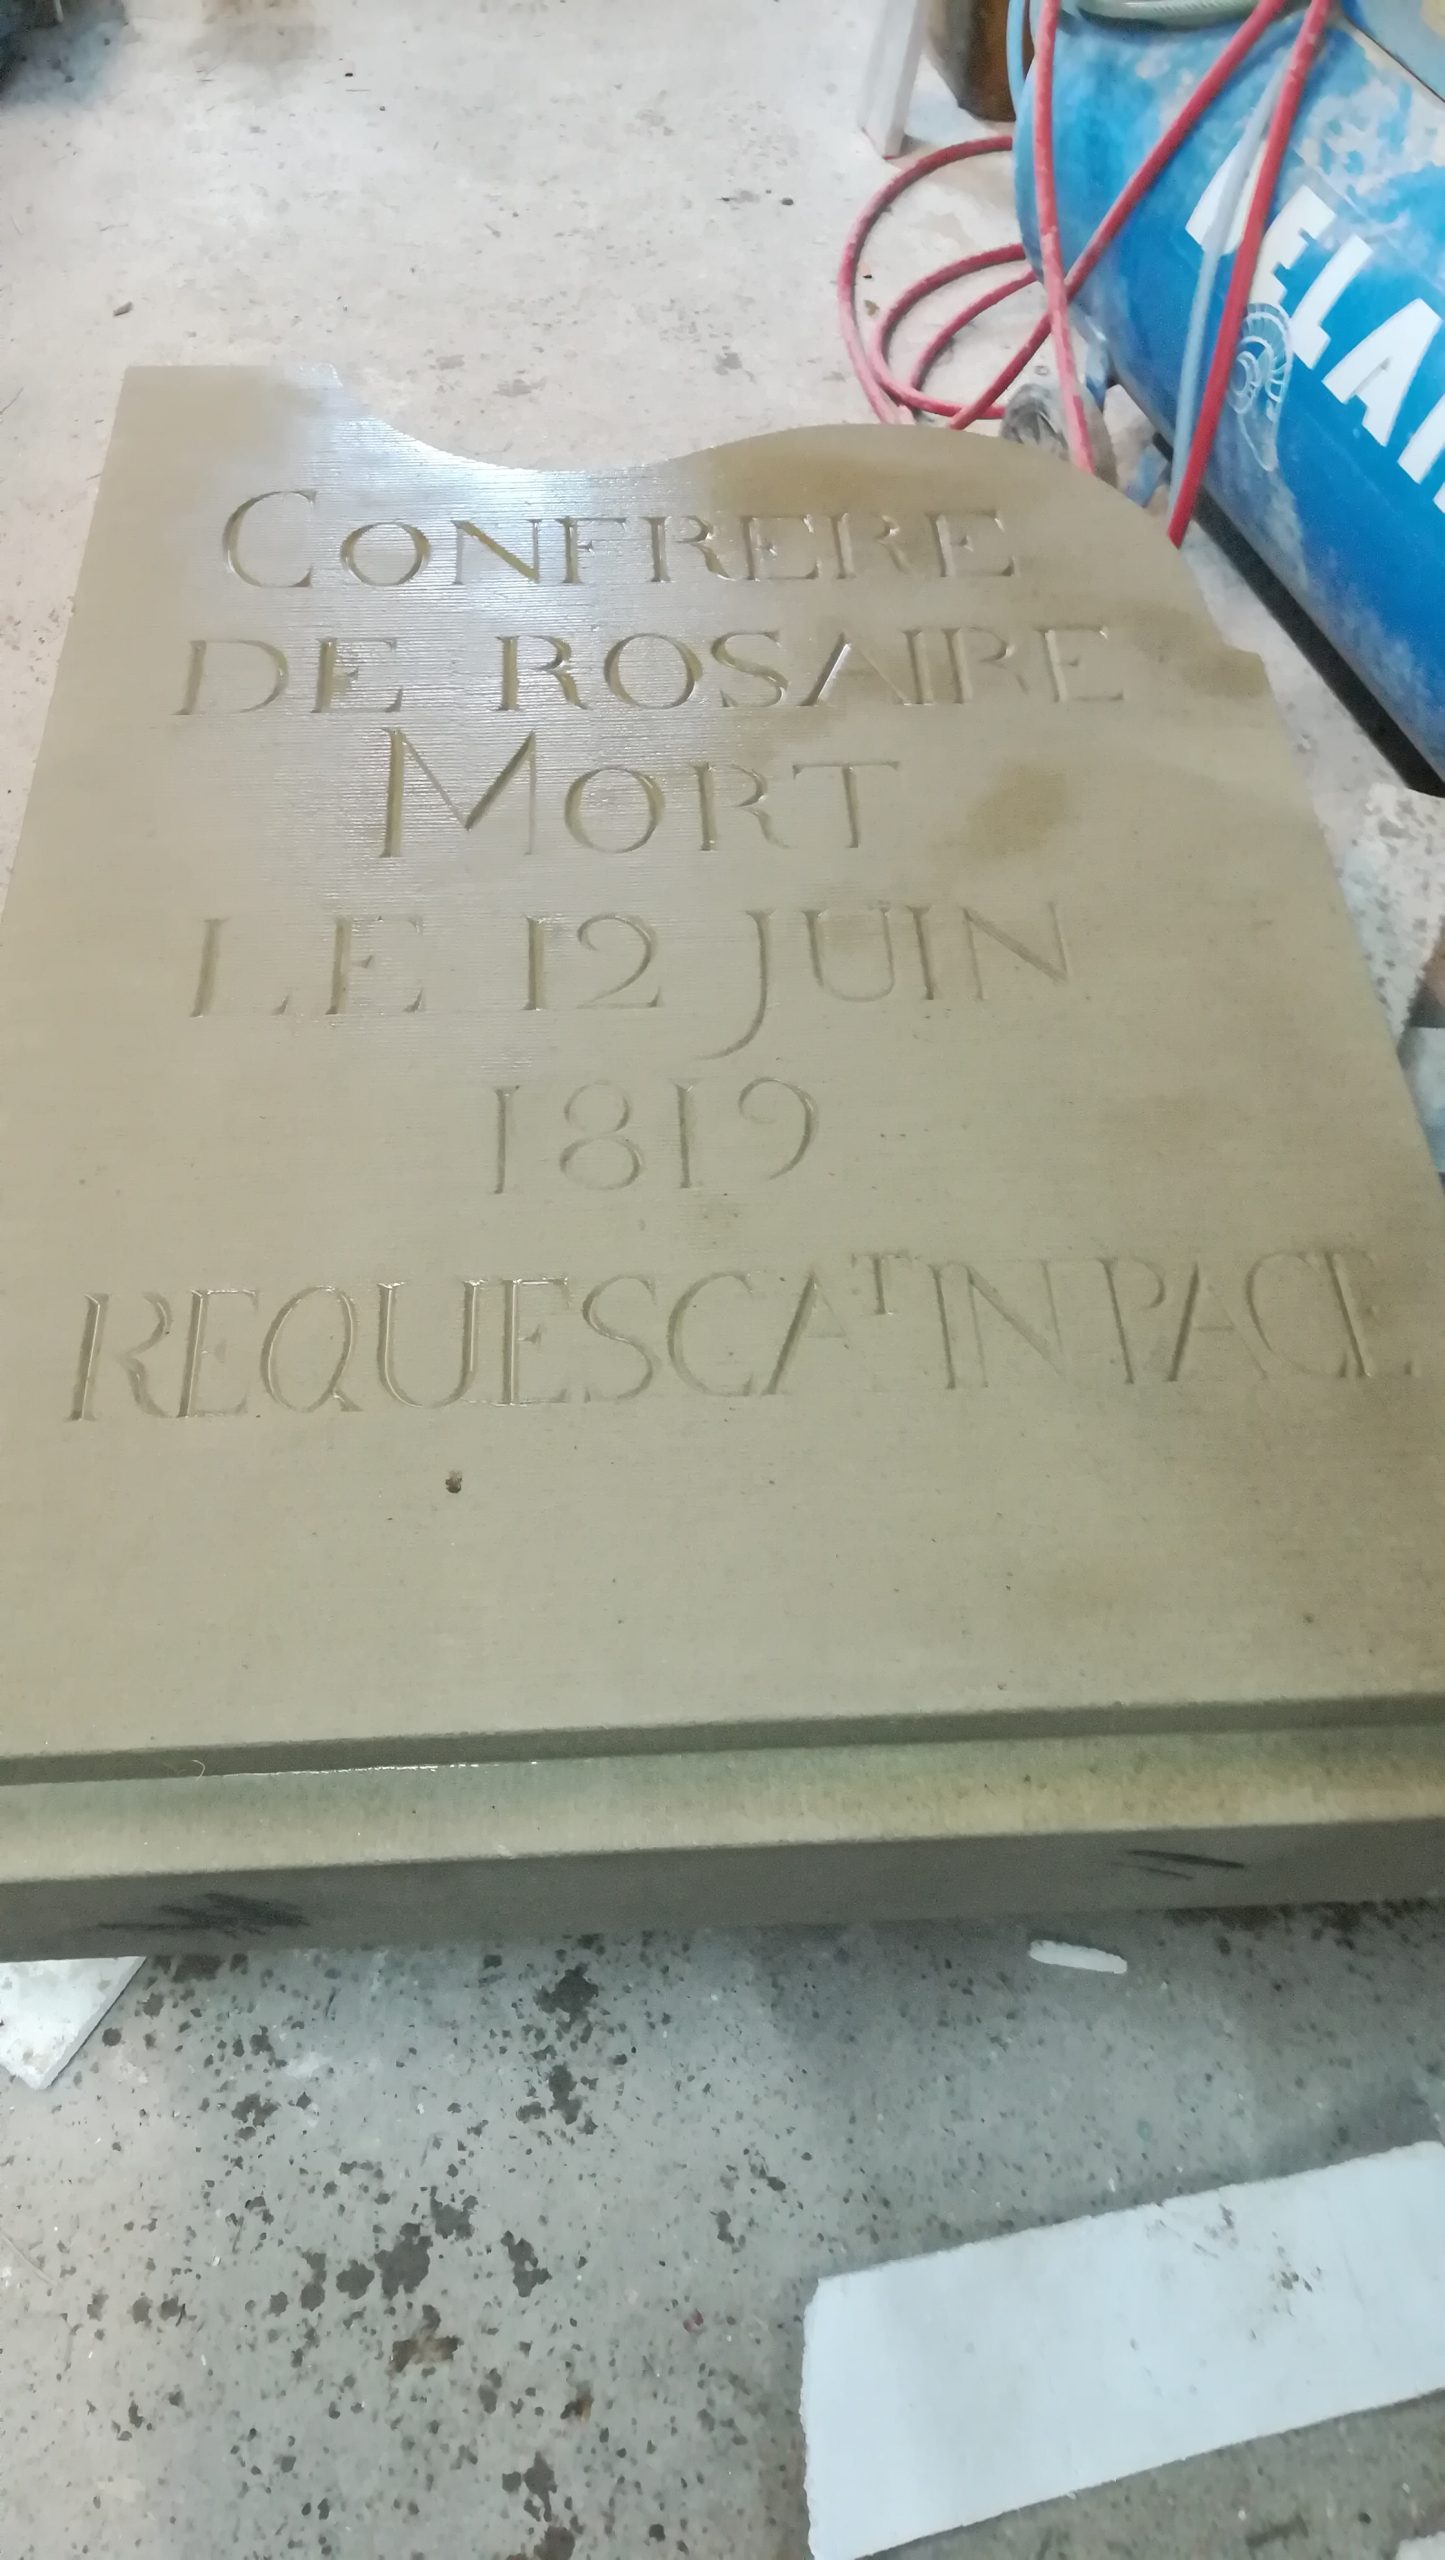 CONFRERE
DE ROSAIRE
MORT
LE 12 JUIN
1819
REQUESCAT IN PACE